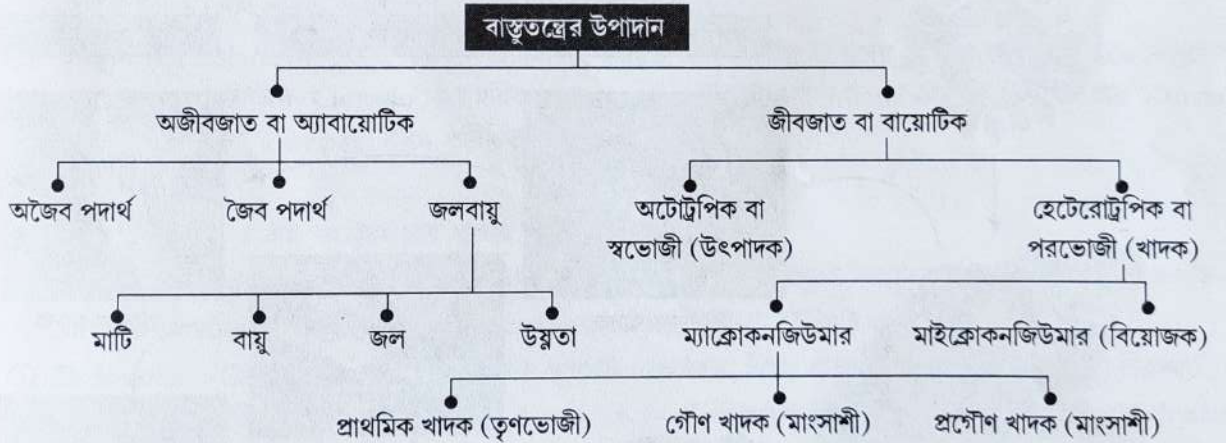 বাস্তুতন্ত্রের উপাদান
অজীবজাত বা অ্যাবায়োটিক
জীবজাত বা বায়োটিক
অজৈব পদার্থ
জৈব পদার্থ
জলবায়ু
অটোট্রপিক বা
স্বভোজী (উৎপাদক)
হেটেরোট্রপিক বা
পরভোজী (খাদক)
মাটি
বায়ু
জল
উষ্ণতা
ম্যাক্রোকনজিউমার
মাইক্রোকনজিউমার (বিয়োজক)
প্রাথমিক খাদক (তৃণভোজী)
গৌণ খাদক (মাংসাশী)
প্রগৌণ খাদক (মাংসাশী)